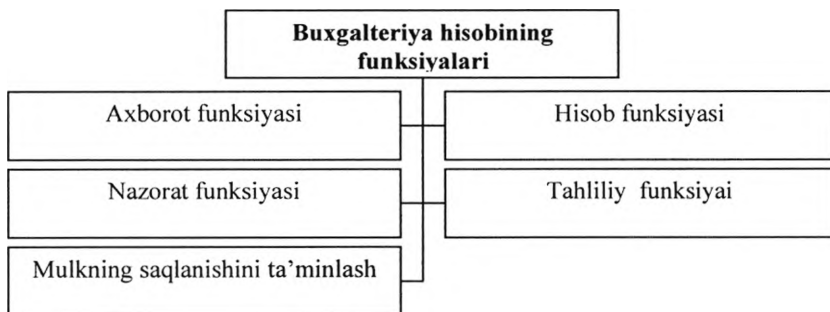 Buxgalteriya hisobining
funksiyalari
Axborot funksiyasi
Hisob funksiyasi
Nazorat funksiyasi
Tahliliy funksiyai
Mulkning saqlanishini ta'minlash